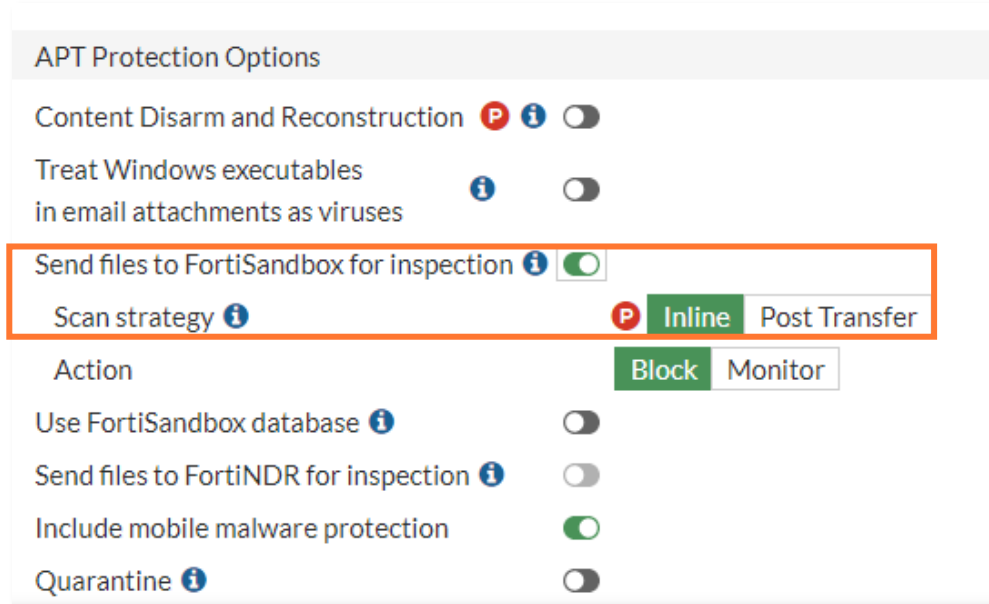 APT Protection Options
Content Disarm and Reconstruction P i
Treat Windows executables
in email attachments as viruses i
Send files to FortiSandbox for inspection i
Scan strategy i P Inline Post Transfer
Action Block Monitor
Use FortiSandbox database i
Send files to FortiNDR for inspection i
Include mobile malware protection
Quarantine i